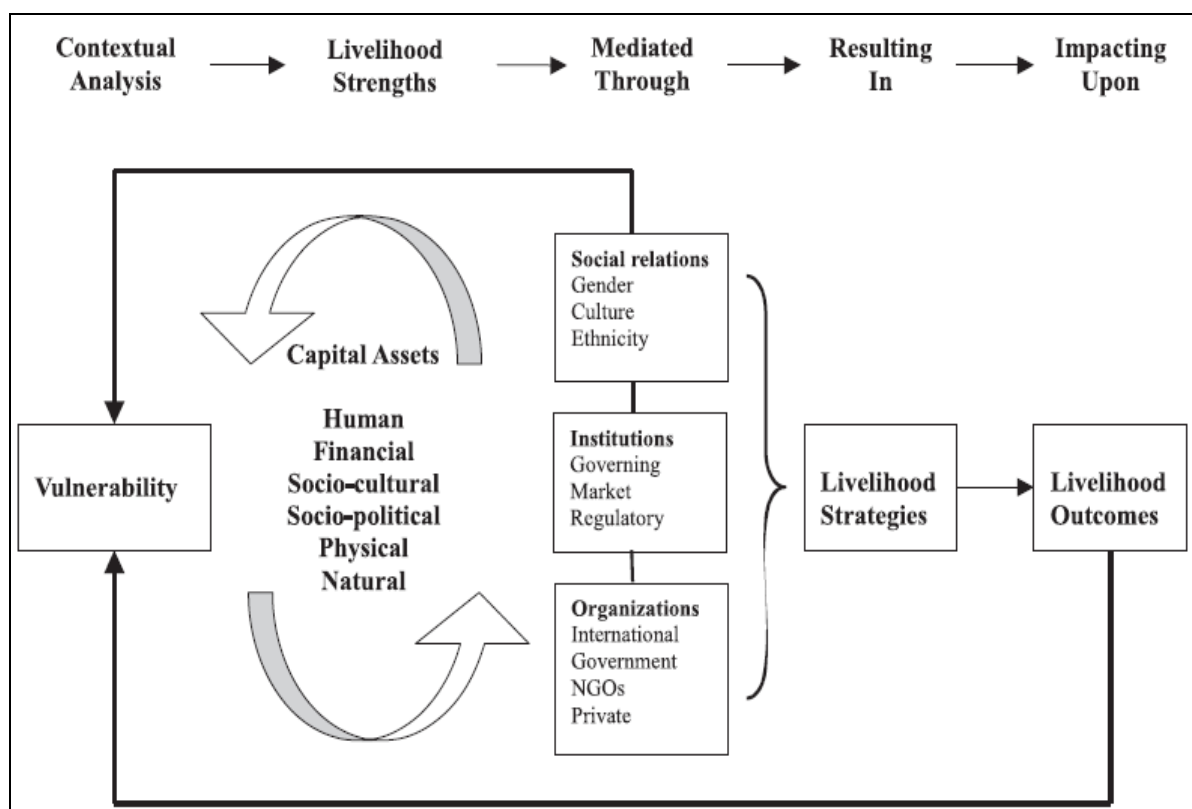 Contextual
Analysis
Livelihood
Strengths
Mediated
Through
Resulting
In
Impacting
Upon
Vulnerability
Capital Assets
Human
Financial
Socio-cultural
Socio-political
Physical
Natural
Social relations
Gender
Culture
Ethnicity
Institutions
Governing
Market
Regulatory
Organizations
International
Government
NGOs
Private
Livelihood
Strategies
Livelihood
Outcomes